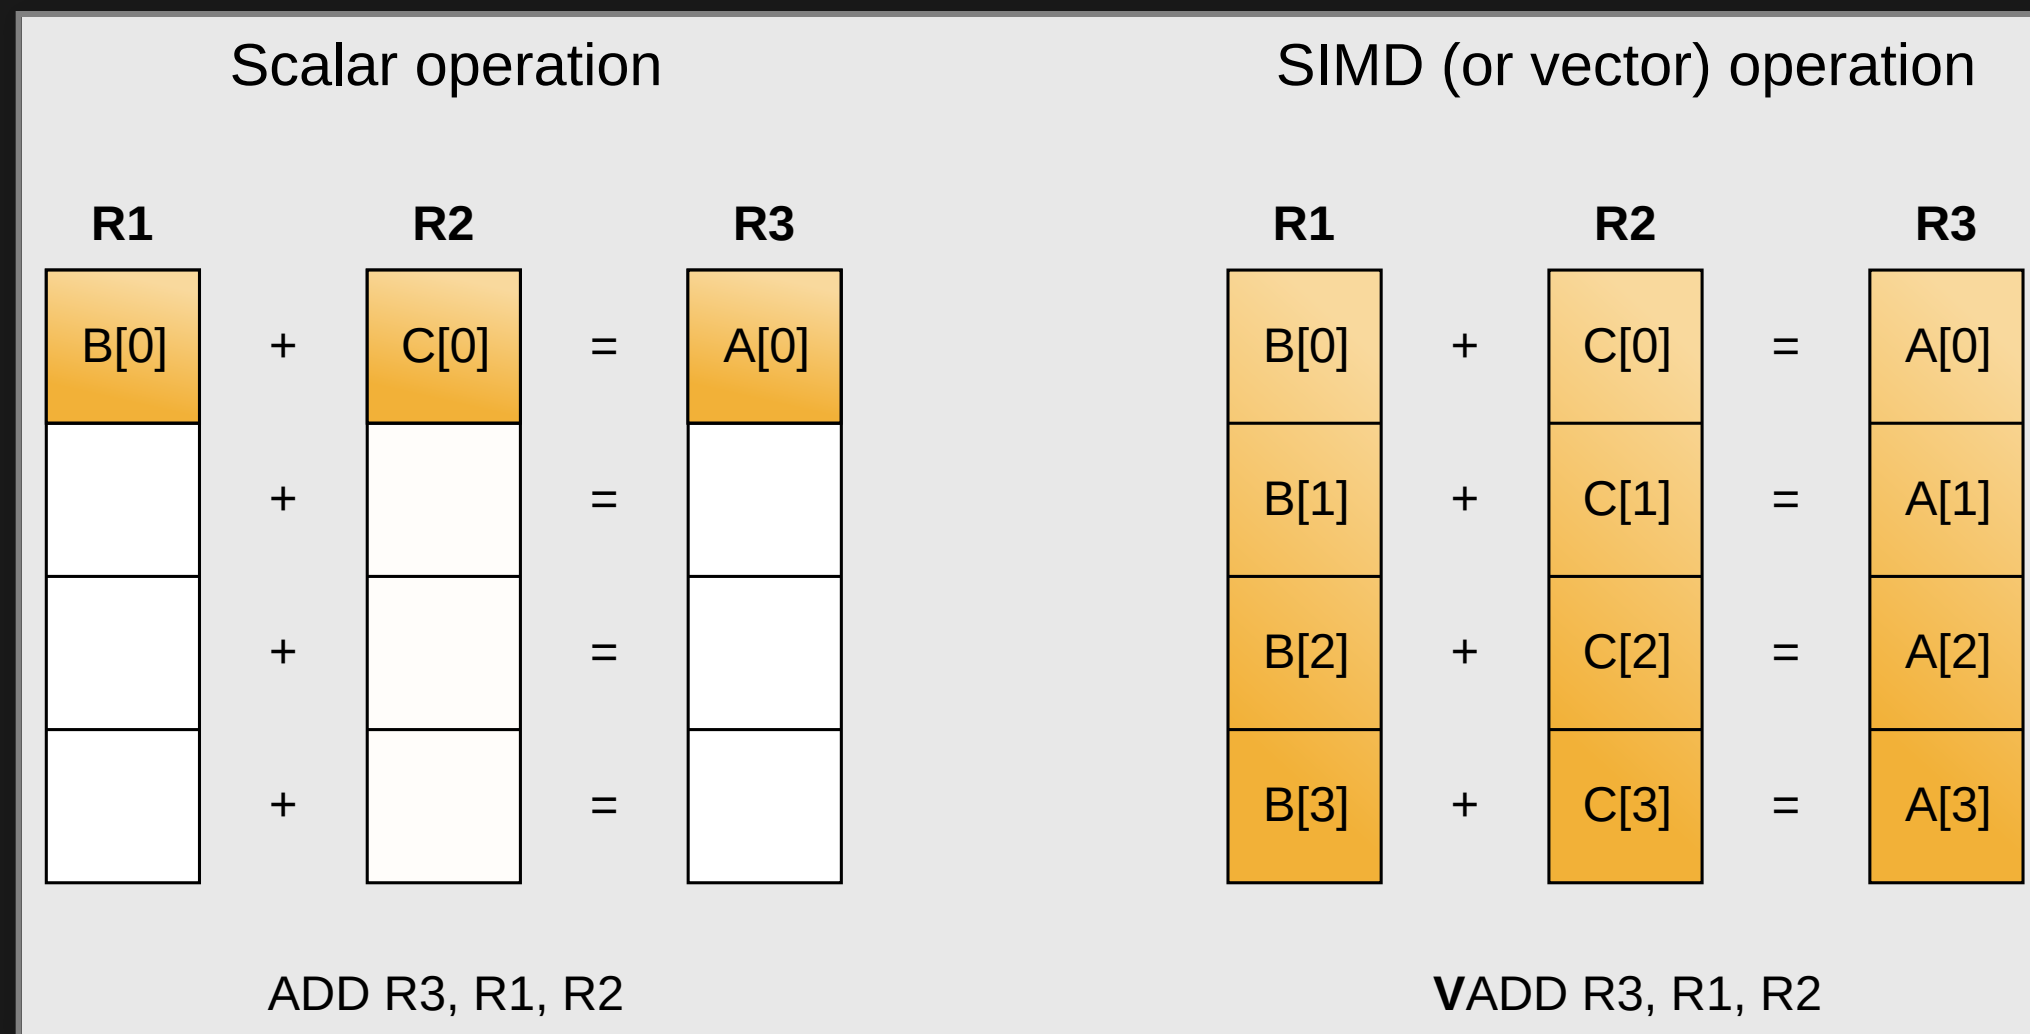 Scalar operation
R1 R2 R3
B[0] + C[0] = A[0]
+ =
+ =
+ =
ADD R3, R1, R2
SIMD (or vector) operation
R1 R2 R3
B[0] + C[0] = A[0]
B[1] + C[1] = A[1]
B[2] + C[2] = A[2]
B[3] + C[3] = A[3]
VADD R3, R1, R2